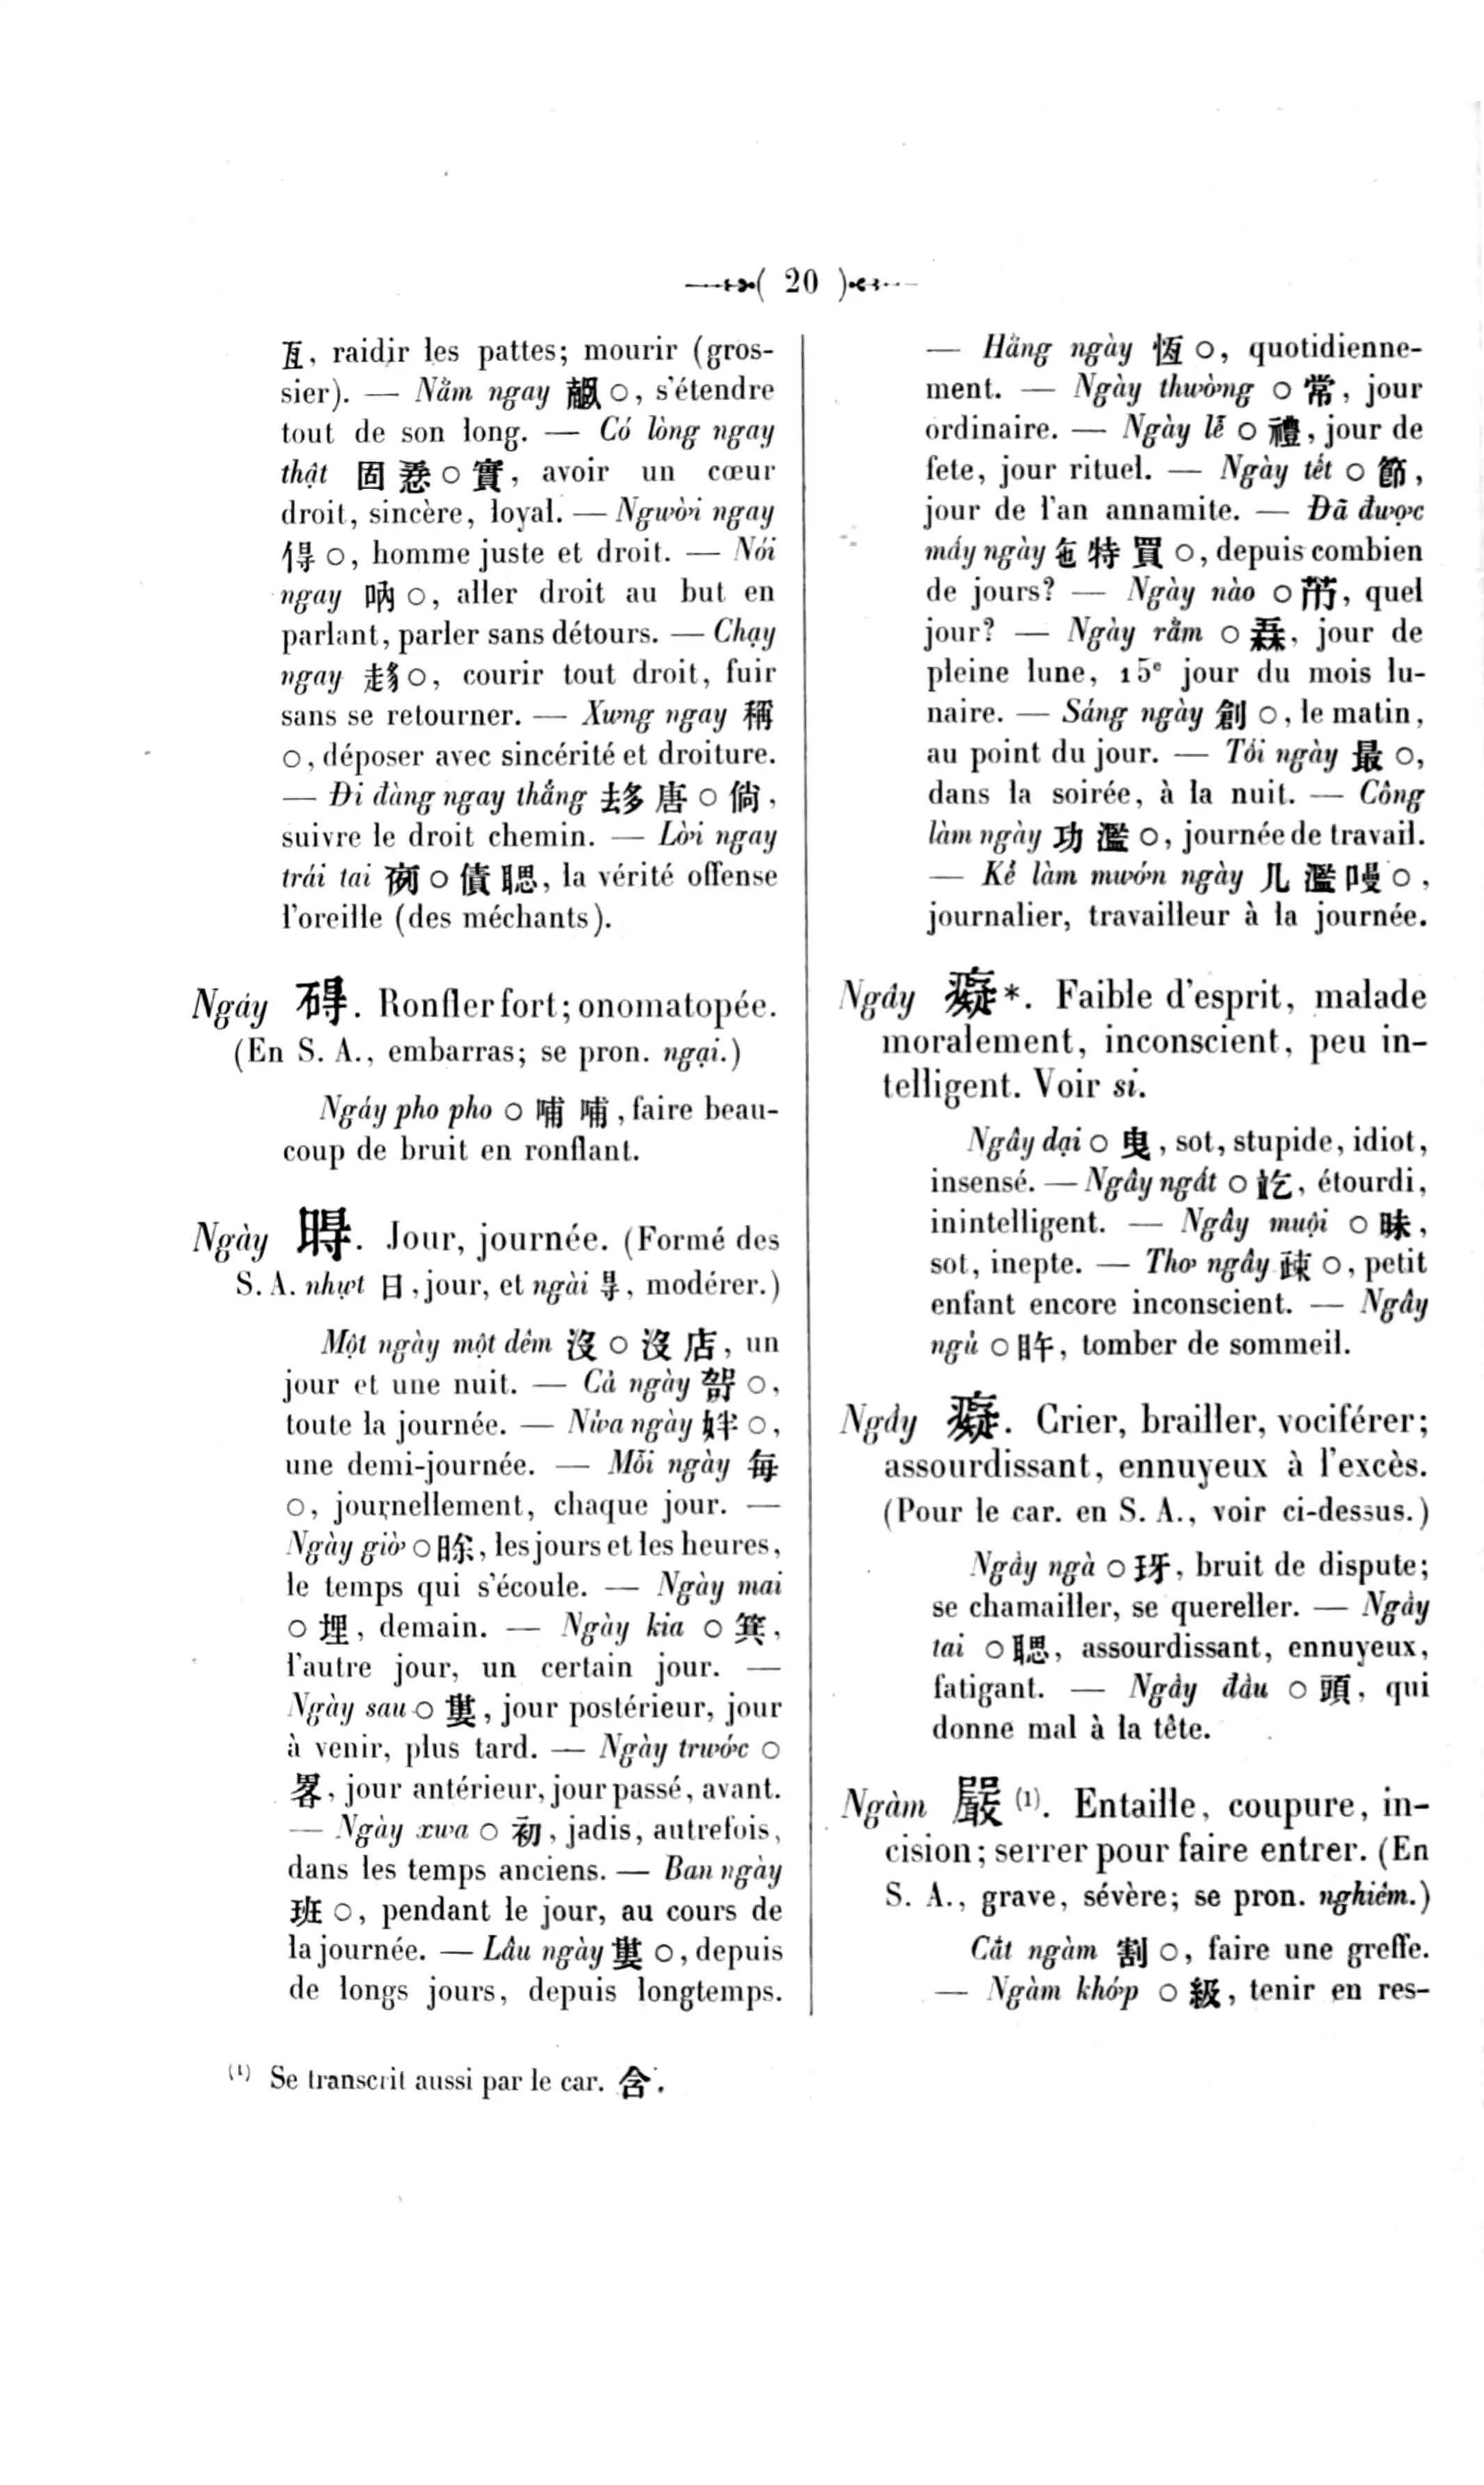 ( 20 )
亙, raidir les pattes; mourir (gros-
sier). — Nằm ngay 𦣰 ○, s'étendre
tout de son long. — Có lòng ngay
thật 固 𢚸 ○ 實, avoir un cœur
droit, sincère, loyal. — Người ngay
㝵 ○, homme juste et droit. — Nói
ngay 吶 ○, aller droit au but en
parlant, parler sans détours. — Chạy
ngay ○, courir tout droit, fuir
sans se retourner. — Xưng ngay 稱
○, déposer avec sincérité et droiture.
— Đi đàng ngay thẳng 𠫾 唐 ○ 倘,
suivre le droit chemin. — Lời ngay
trái tai ○ 債 聰, la vérité offense
l'oreille (des méchants).
Ngáy 碍. Ronfler fort; onomatopée.
(En S. A., embarras; se pron. ngại.)
Ngáy pho pho ○ 哺 哺, faire beau-
coup de bruit en ronflant.
Ngày 㝵. Jour, journée. (Formé des
S. A. nhựt 日, jour, et ngài 㝵, modérer.)
Một ngày một đêm 沒 ○ 沒 店, un
jour et une nuit. — Cả ngày 哿 ○,
toute la journée. — Nửa ngày 姅 ○,
une demi-journée. — Mỗi ngày 每
○, journellement, chaque jour. —
Ngày giờ ○ 䀢, les jours et les heures,
le temps qui s'écoule. — Ngày mai
○ 埋, demain. — Ngày kia ○ 箕,
l'autre jour, un certain jour. —
Ngày sau ○ 婁, jour postérieur, jour
à venir, plus tard. — Ngày trước ○
畧, jour antérieur, jour passé, avant.
— Ngày xưa ○ 初, jadis, autrefois,
dans les temps anciens. — Ban ngày
班 ○, pendant le jour, au cours de
la journée. — Lâu ngày 婁 ○, depuis
de longs jours, depuis longtemps.
— Hằng ngày 恆 ○, quotidienne-
ment. — Ngày thường ○ 常, jour
ordinaire. — Ngày lễ ○ 禮, jour de
fete, jour rituel. — Ngày tết ○ 節,
jour de l'an annamite. — Đã được
mấy ngày 㐌 特 買 ○, depuis combien
de jours? — Ngày nào ○ 芇, quel
jour? — Ngày rằm ○, jour de
pleine lune, 15e jour du mois lu-
naire. — Sáng ngày 創 ○, le matin,
au point du jour. — Tối ngày 最 ○,
dans la soirée, à la nuit. — Công
làm ngày 功 濫 ○, journée de travail.
— Kẻ làm mướn ngày 几 濫 嘪 ○,
journalier, travailleur à la journée.
Ngây 癡*. Faible d'esprit, malade
moralement, inconscient, peu in-
telligent. Voir si.
Ngây dại ○ 曳, sot, stupide, idiot,
insensé. — Ngây ngất ○ 訖, étourdi,
inintelligent. — Ngây muội ○ 昧,
sot, inepte. — Thơ ngây 疎 ○, petit
enfant encore inconscient. — Ngây
ngủ ○ 旿, tomber de sommeil.
Ngầy 癡. Crier, brailler, vociférer;
assourdissant, ennuyeux à l'excès.
(Pour le car. en S. A., voir ci-dessus.)
Ngầy ngà ○ 玡, bruit de dispute;
se chamailler, se quereller. — Ngầy
tai ○ 聰, assourdissant, ennuyeux,
fatigant. — Ngầy đầu ○ 頭, qui
donne mal à la tête.
Ngàm 嚴 (1). Entaille, coupure, in-
cision; serrer pour faire entrer. (En
S. A., grave, sévère; se pron. nghiêm.)
Cắt ngàm 割 ○, faire une greffe.
— Ngàm khớp ○ 級, tenir en res-
(1) Se transcrit aussi par le car. 含.